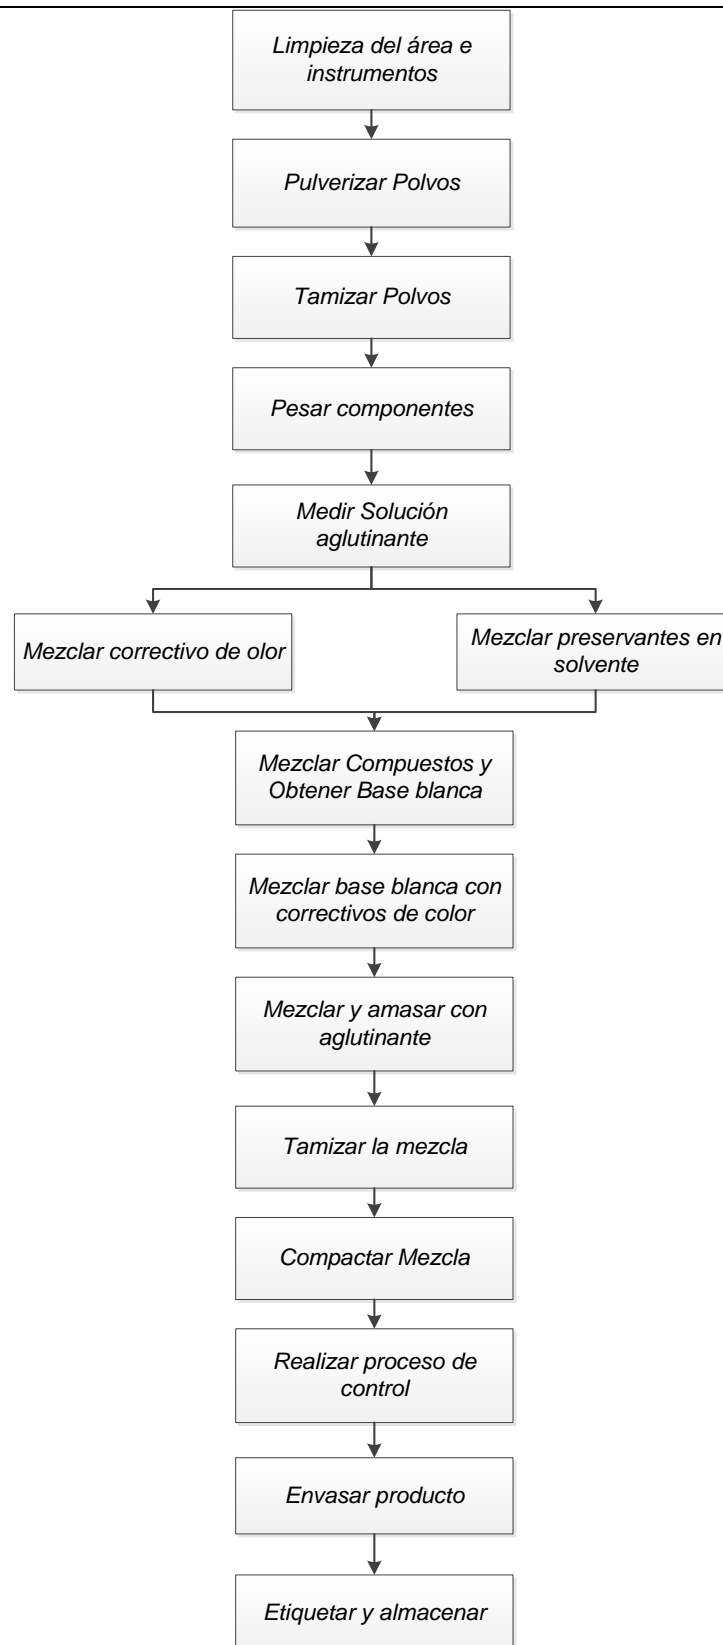 Limpieza del área e
instrumentos
Pulverizar Polvos
Tamizar Polvos
Pesar componentes
Medir Solución
aglutinante
Mezclar correctivo de olor
Mezclar preservantes en
solvente
Mezclar Compuestos y
Obtener Base blanca
Mezclar base blanca con
correctivos de color
Mezclar y amasar con
aglutinante
Tamizar la mezcla
Compactar Mezcla
Realizar proceso de
control
Envasar producto
Etiquetar y almacenar